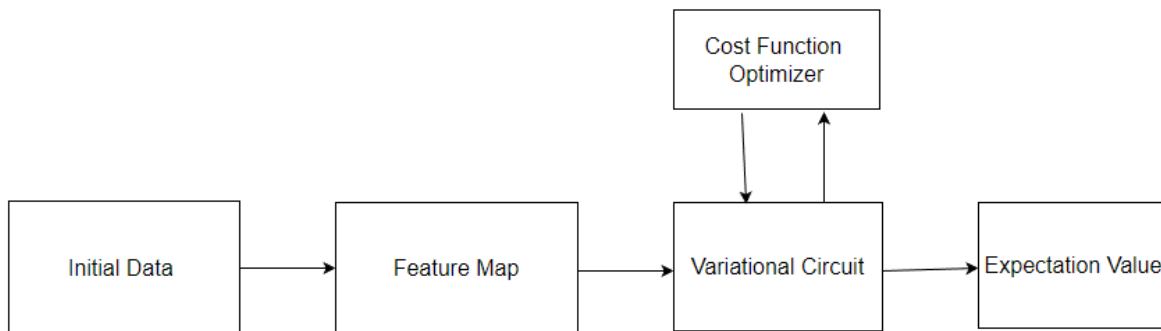 Cost Function
Optimizer
Initial Data
Feature Map
Variational Circuit
Expectation Value